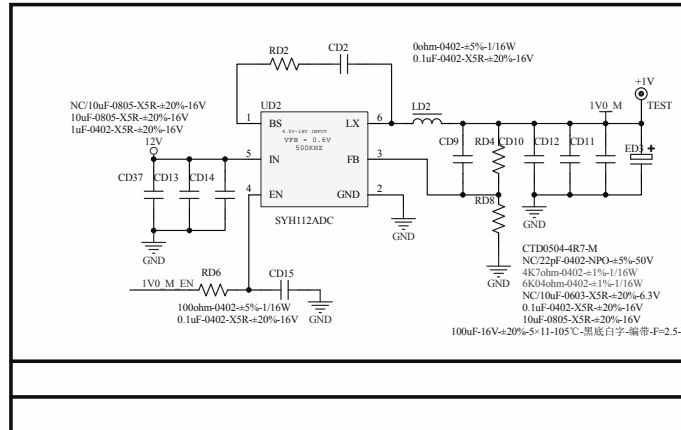 RD2
CD2
0ohm-0402-±5%-1/16W
0.1uF-0402-X5R-±20%-16V
+1V
TEST
NC/10uF-0805-X5R-±20%-16V
10uF-0805-X5R-±20%-16V
1uF-0402-X5R-±20%-16V
12V
UD2
LD2
1V0_M
1 BS LX 6
4.5V-18V INPUT
VFB = 0.6V
500KHZ
CD9 RD4 CD10 CD12 CD11 ED3 +
5 IN FB 3
CD37 CD13 CD14
4 EN GND 2
RD8
SYH112ADC
GND
GND
GND
GND
CTD0504-4R7-M
NC/22pF-0402-NPO-±5%-50V
4K7ohm-0402-±1%-1/16W
6K04ohm-0402-±1%-1/16W
NC/10uF-0603-X5R-±20%-6.3V
0.1uF-0402-X5R-±20%-16V
10uF-0805-X5R-±20%-16V
100uF-16V-±20%-5×11-105℃-黑底白字-编带-F=2.5-
1V0_M_EN
RD6
CD15
100ohm-0402-±5%-1/16W
0.1uF-0402-X5R-±20%-16V
GND